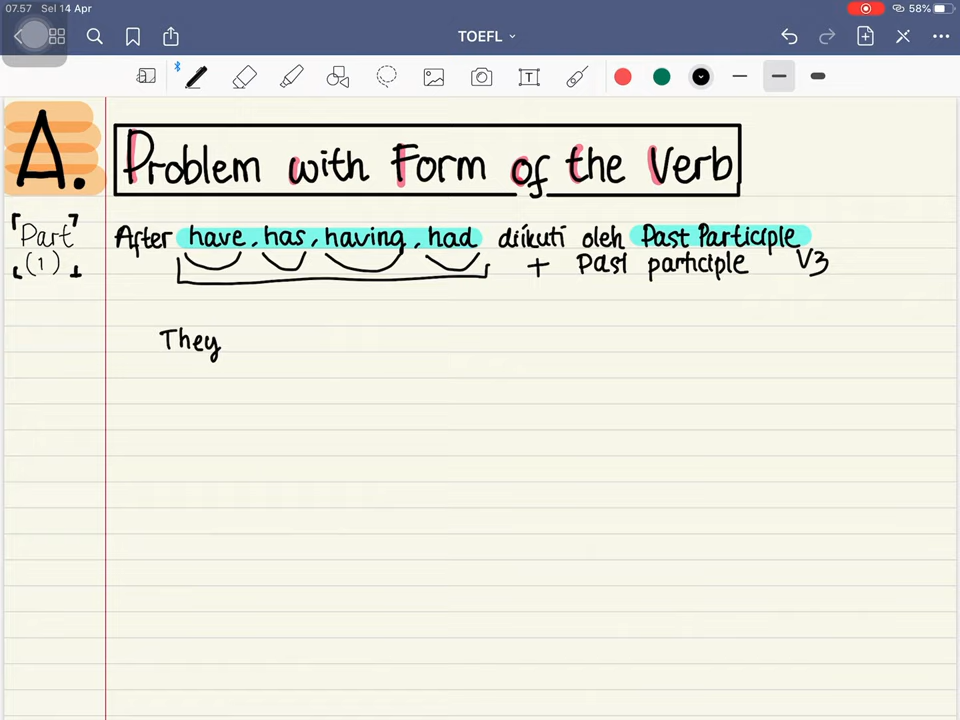 07.57 Sel 14 Apr
58%
TOEFL
T
A.
Problem with Form of the Verb
「Part」
(1)
After have, has, having, had diikuti oleh Past Participle
+ Past participle V3
They